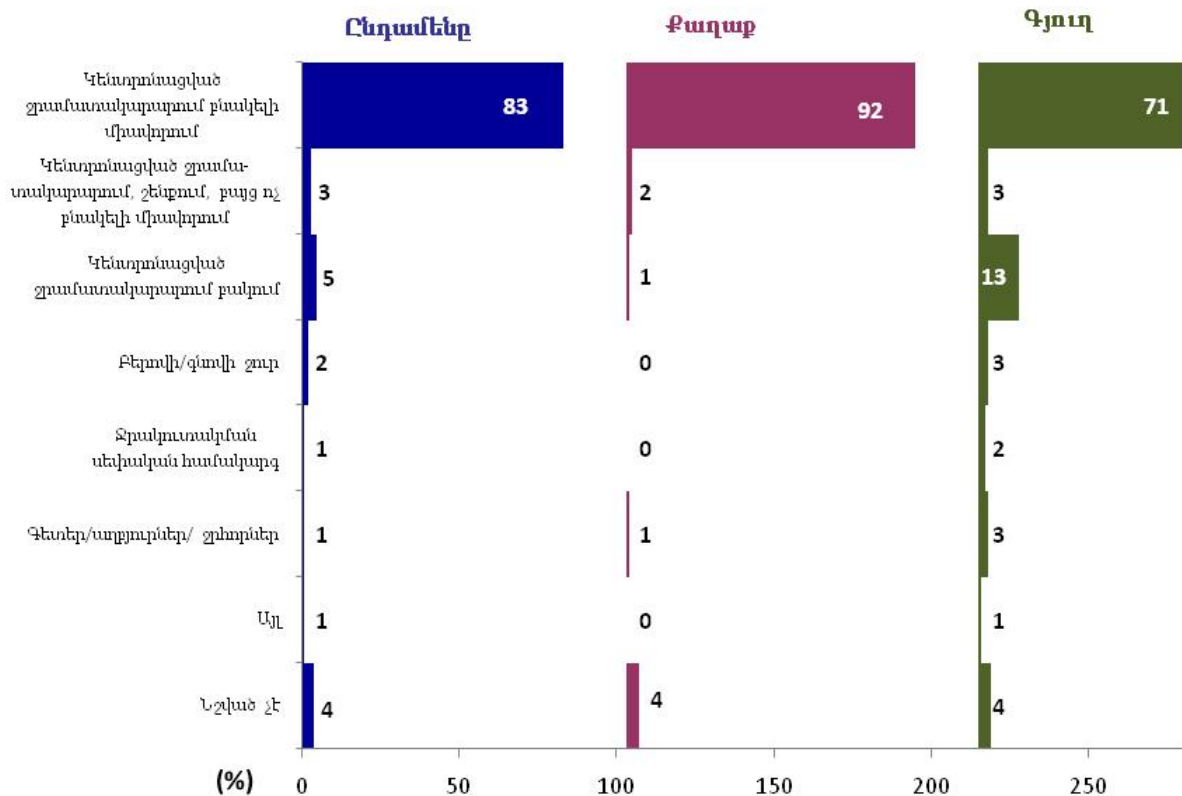 Ընդամենը Քաղաք Գյուղ
Կենտրոնացված
ջրամատակարարում բնակելի
միավորում
83 92 71
Կենտրոնացված ջրամա-
տակարարում, շենքում, բայց ոչ
բնակելի միավորում
3 2 3
Կենտրոնացված
ջրամատակարարում բակում
5 1 13
Բերովի/գնովի ջուր
2 0 3
Ջրակուտակման
սեփական համակարգ
1 0 2
Գետեր/աղբյուրներ/ ջրհորներ
1 1 3
Այլ
1 0 1
Նշված չէ
4 4 4
(%) 0 50 100 150 200 250